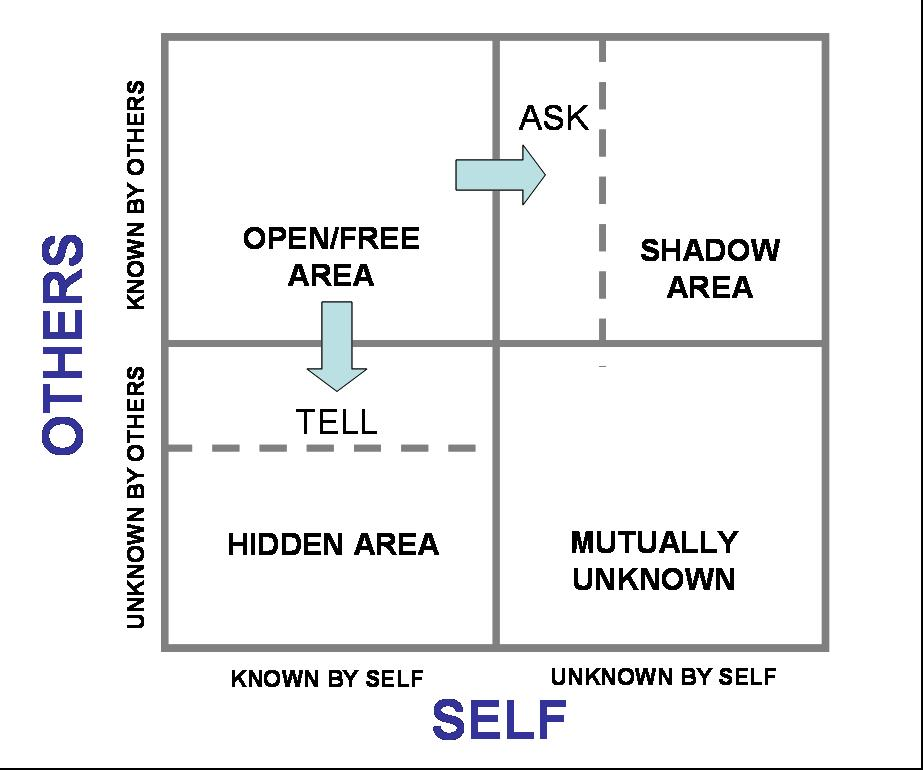 ASK
OPEN/FREE
AREA
SHADOW
AREA
TELL
HIDDEN AREA
MUTUALLY
UNKNOWN
OTHERS
KNOWN BY OTHERS
UNKNOWN BY OTHERS
KNOWN BY SELF
UNKNOWN BY SELF
SELF